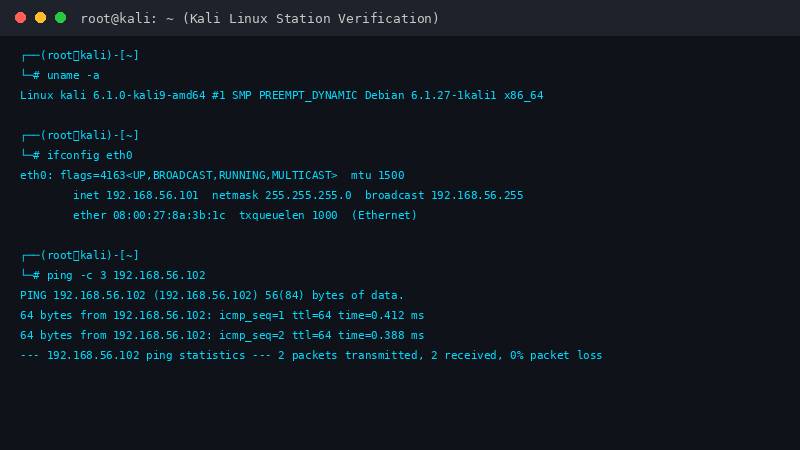 root@kali: ~ (Kali Linux Station Verification)
┌──(root▯kali)-[~]
└─# uname -a
Linux kali 6.1.0-kali9-amd64 #1 SMP PREEMPT_DYNAMIC Debian 6.1.27-1kali1 x86_64
┌──(root▯kali)-[~]
└─# ifconfig eth0
eth0: flags=4163<UP,BROADCAST,RUNNING,MULTICAST>  mtu 1500
        inet 192.168.56.101  netmask 255.255.255.0  broadcast 192.168.56.255
        ether 08:00:27:8a:3b:1c  txqueuelen 1000  (Ethernet)
┌──(root▯kali)-[~]
└─# ping -c 3 192.168.56.102
PING 192.168.56.102 (192.168.56.102) 56(84) bytes of data.
64 bytes from 192.168.56.102: icmp_seq=1 ttl=64 time=0.412 ms
64 bytes from 192.168.56.102: icmp_seq=2 ttl=64 time=0.388 ms
--- 192.168.56.102 ping statistics --- 2 packets transmitted, 2 received, 0% packet loss